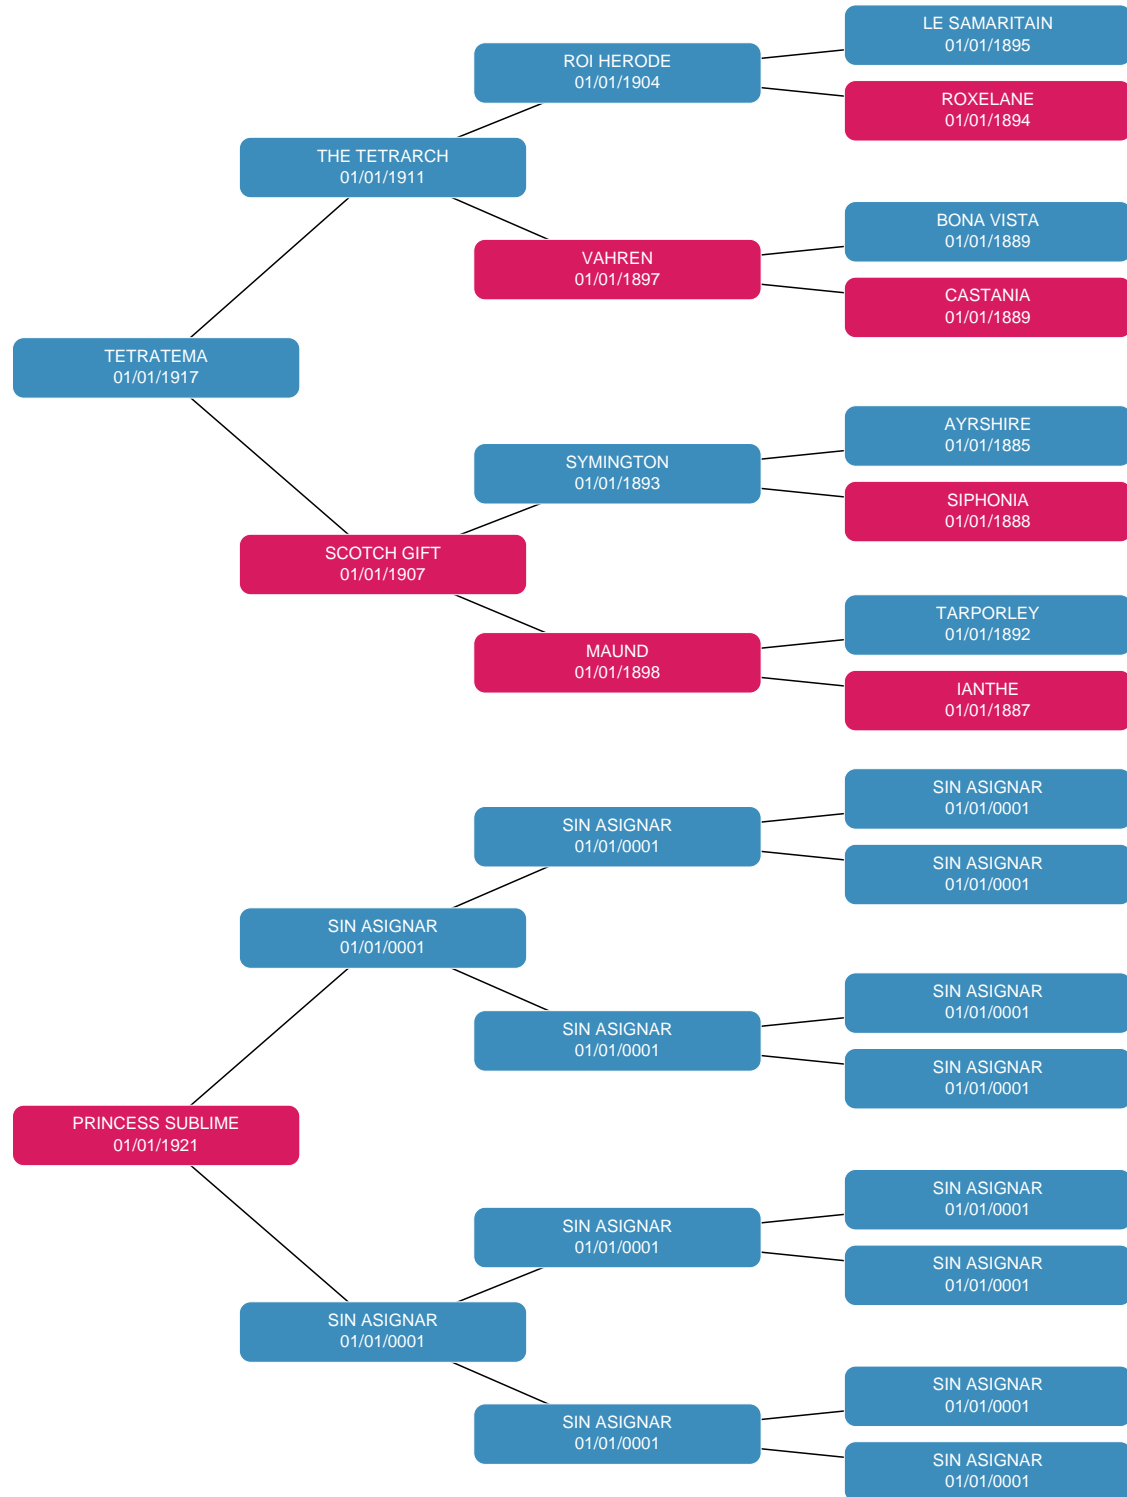 LE SAMARITAIN
01/01/1895
ROI HERODE
01/01/1904
ROXELANE
01/01/1894
THE TETRARCH
01/01/1911
BONA VISTA
01/01/1889
VAHREN
01/01/1897
CASTANIA
01/01/1889
TETRATEMA
01/01/1917
AYRSHIRE
01/01/1885
SYMINGTON
01/01/1893
SIPHONIA
01/01/1888
SCOTCH GIFT
01/01/1907
TARPORLEY
01/01/1892
MAUND
01/01/1898
IANTHE
01/01/1887
SIN ASIGNAR
01/01/0001
SIN ASIGNAR
01/01/0001
SIN ASIGNAR
01/01/0001
SIN ASIGNAR
01/01/0001
SIN ASIGNAR
01/01/0001
SIN ASIGNAR
01/01/0001
SIN ASIGNAR
01/01/0001
PRINCESS SUBLIME
01/01/1921
SIN ASIGNAR
01/01/0001
SIN ASIGNAR
01/01/0001
SIN ASIGNAR
01/01/0001
SIN ASIGNAR
01/01/0001
SIN ASIGNAR
01/01/0001
SIN ASIGNAR
01/01/0001
SIN ASIGNAR
01/01/0001